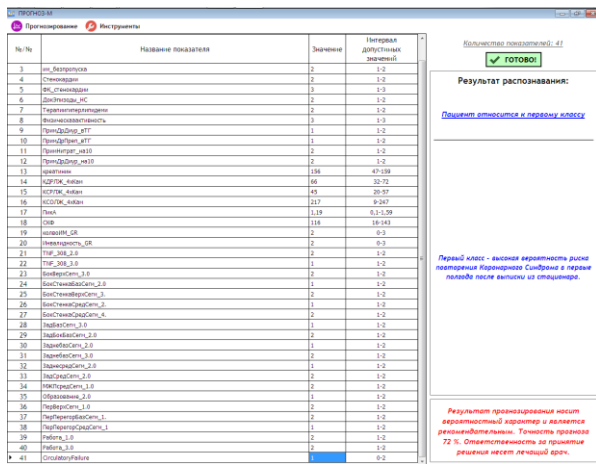 ПРОГНОЗ-М
Прогнозирование Инструменты
№/№ Название показателя Значение Интервал допустимых значений
3 им_безпропуска 2 1-2
4 Стенокардии 2 1-2
5 ФК_стенокардии 3 1-3
6 ДокЭпизоды_НС 2 1-2
7 Терапиягиперлипидеми 2 1-2
8 Физическаяактивность 3 1-3
9 ПримДрДиур_вТГ 1 1-2
10 ПримДрПреп_вТГ 1 1-2
11 ПримНитрат_на10 2 1-2
12 ПримДрДиур_на10 2 1-2
13 креатинин 156 47-159
14 КДРЛЖ_4хКам 66 32-72
15 КСРЛЖ_4хКам 45 20-57
16 КСОЛЖ_4хКам 217 9-247
17 ПикА 1,19 0,1-1,59
18 СКФ 116 16-143
19 колвоИМ_GR 2 0-3
20 Инвалидность_GR 2 0-3
21 TNF_308_2.0 2 1-2
22 TNF_308_3.0 1 1-2
23 БокВерхСегм_3.0 2 1-2
24 БокСтенкаБазСегм_2.0 1 1-2
25 БокСтенкаВерхСегм_3. 2 1-2
26 БокСтенкаСредСегм_2. 1 1-2
27 БокСтенкаСредСегм_4. 2 1-2
28 ЗадБазСегм_3.0 1 1-2
29 ЗадБокБазСегм_2.0 2 1-2
30 ЗаднебазСегм_2.0 1 1-2
31 ЗаднебазСегм_3.0 1 1-2
32 ЗаднесредСегм_2.0 2 1-2
33 ЗадСредСегм_2.0 2 1-2
34 МЖПсредСегм_1.0 2 1-2
35 Образование_2.0 1 1-2
36 ПерВерхСегм_1.0 2 1-2
37 ПерПерегорБазСегм_1. 1 1-2
38 ПерПерегорСредСегм_1 1 1-2
39 Работа_1.0 2 1-2
40 Работа_3.0 2 1-2
41 CirculatoryFailure 1 0-2
Количество показателей: 41
ГОТОВО!
Результат распознавания:
Пациент относится к первому классу
Первый класс - высокая вероятность риска
повторения Коронарного Синдрома в первые
полгода после выписки из стационара.
Результат прогнозирования носит
вероятностный характер и является
рекомендательным. Точность прогноза
72 %. Ответственность за принятие
решения несет лечащий врач.